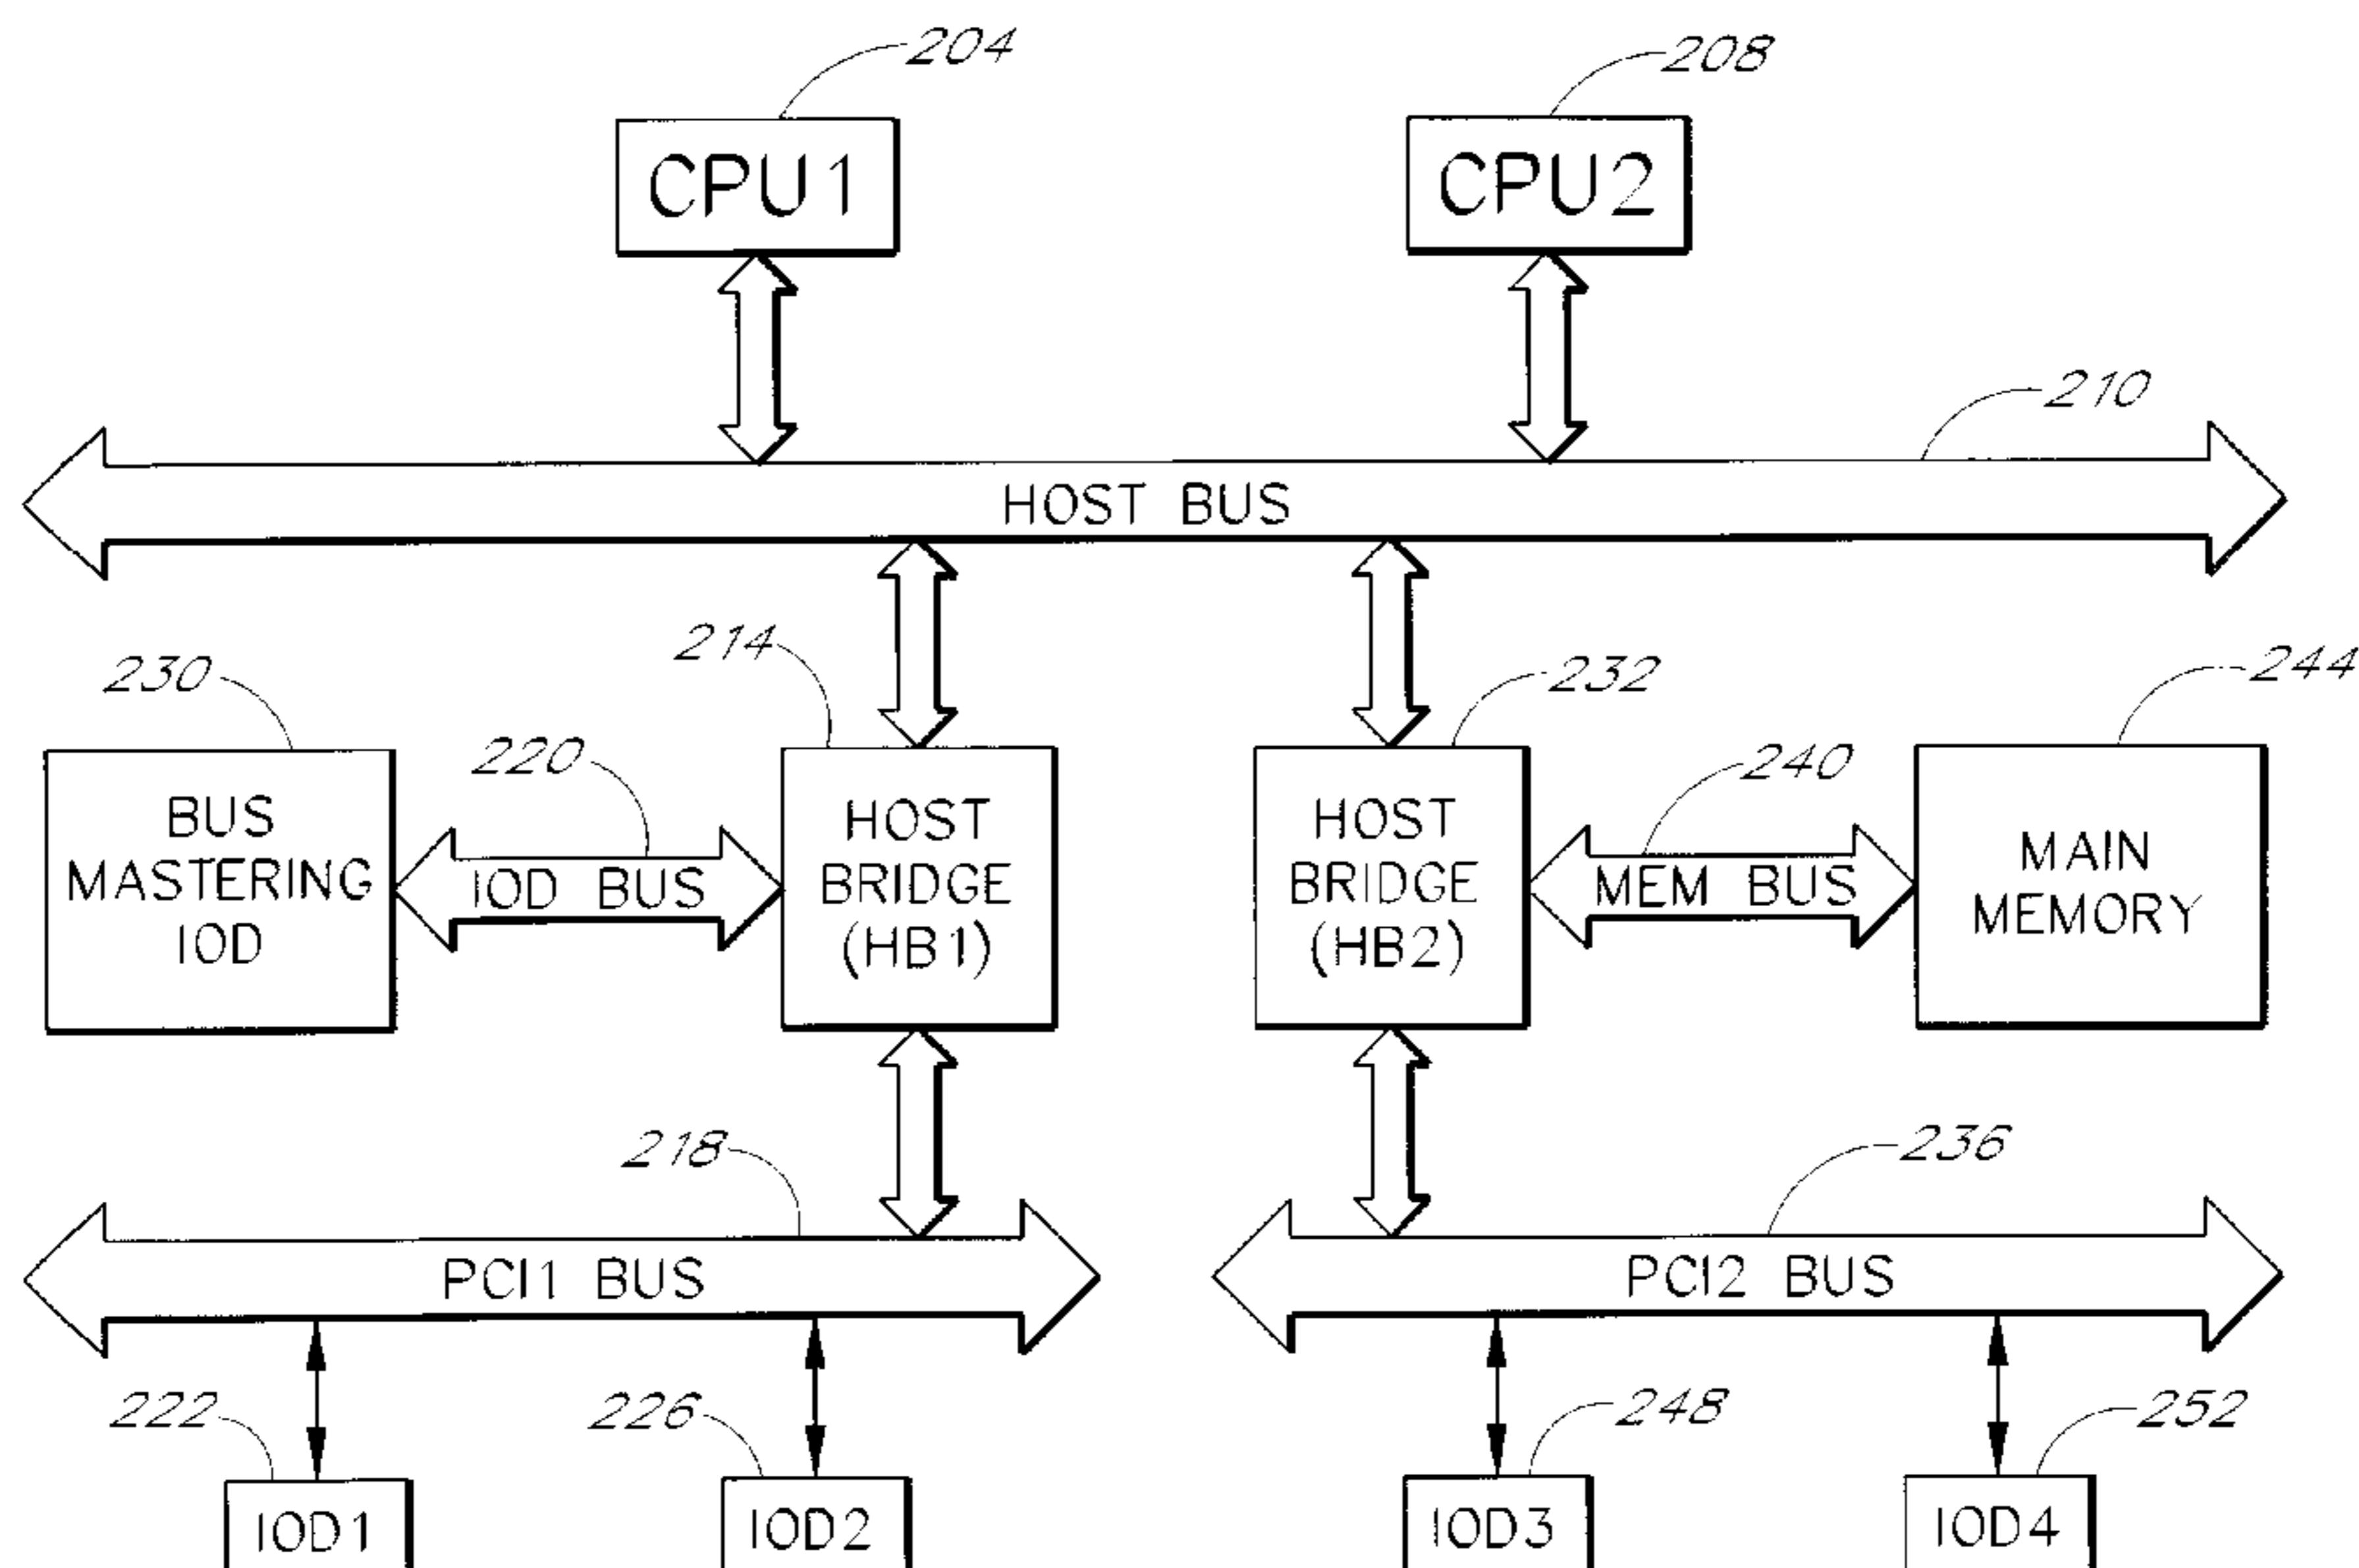 204
208
CPU1
CPU2
210
HOST BUS
214
230
232
244
220
240
BUS
MASTERING
IOD
IOD BUS
HOST
BRIDGE
(HB1)
HOST
BRIDGE
(HB2)
MEM BUS
MAIN
MEMORY
218
236
PCI1 BUS
PCI2 BUS
222
226
248
252
IOD1
IOD2
IOD3
IOD4